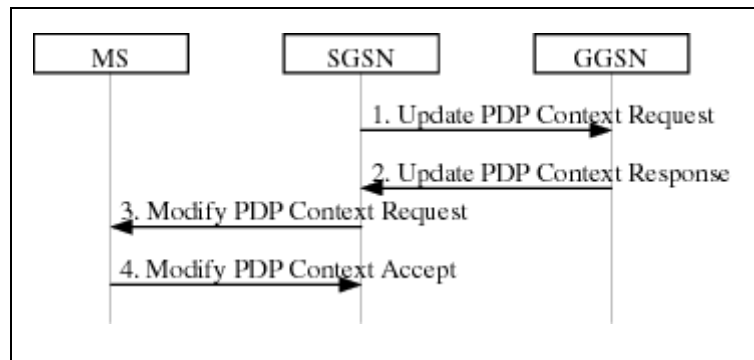 MS SGSN GGSN
1. Update PDP Context Request
2. Update PDP Context Response
3. Modify PDP Context Request
4. Modify PDP Context Accept